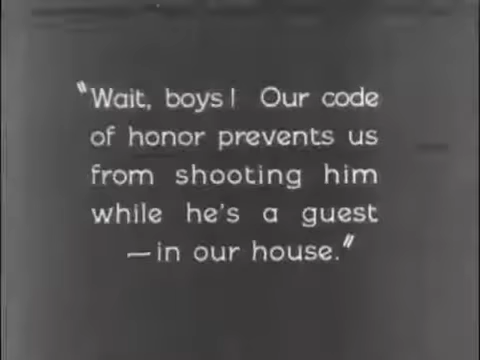 "Wait, boys! Our code
of honor prevents us
from shooting him
while he's a guest
—in our house."